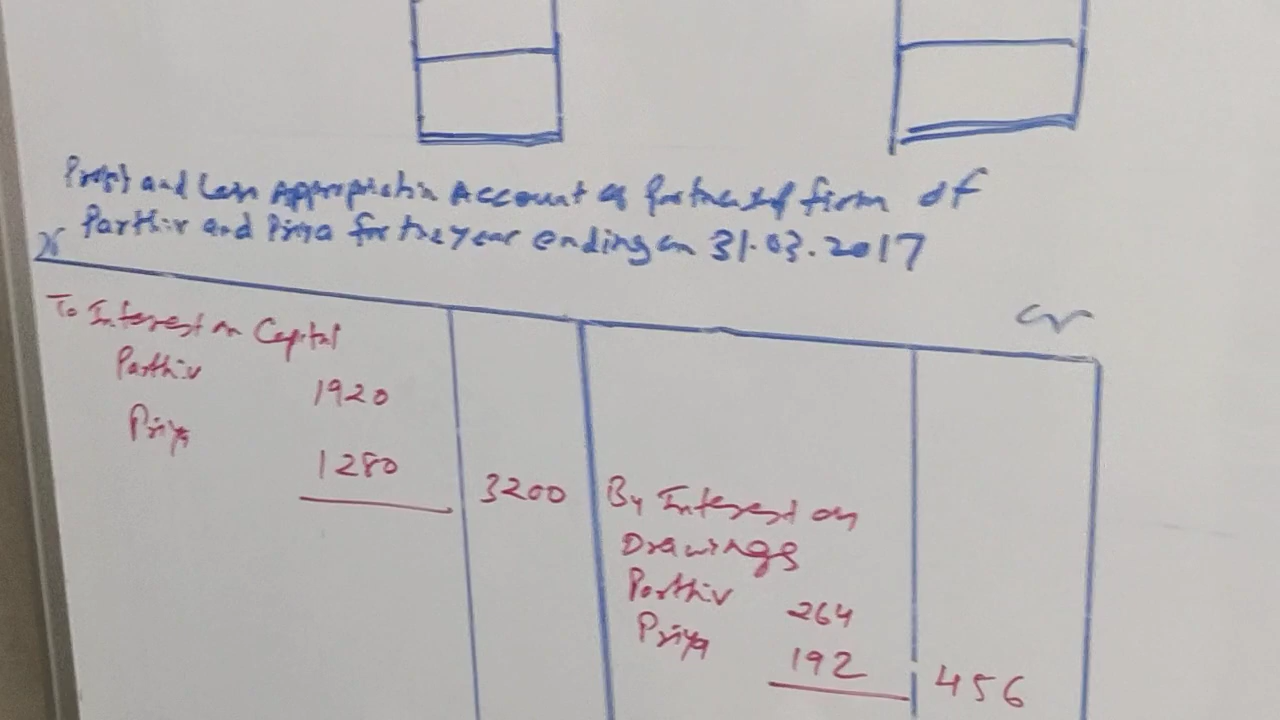 Profit and Loss Appropriation Account of Partnership firm of
Parthiv and Priya for the year ending on 31.03.2017
Cr
To Interest on Capital
Parthiv 1920
Priya
1280 3200
By Interest on
Drawings
Parthiv 264
Priya 192 456